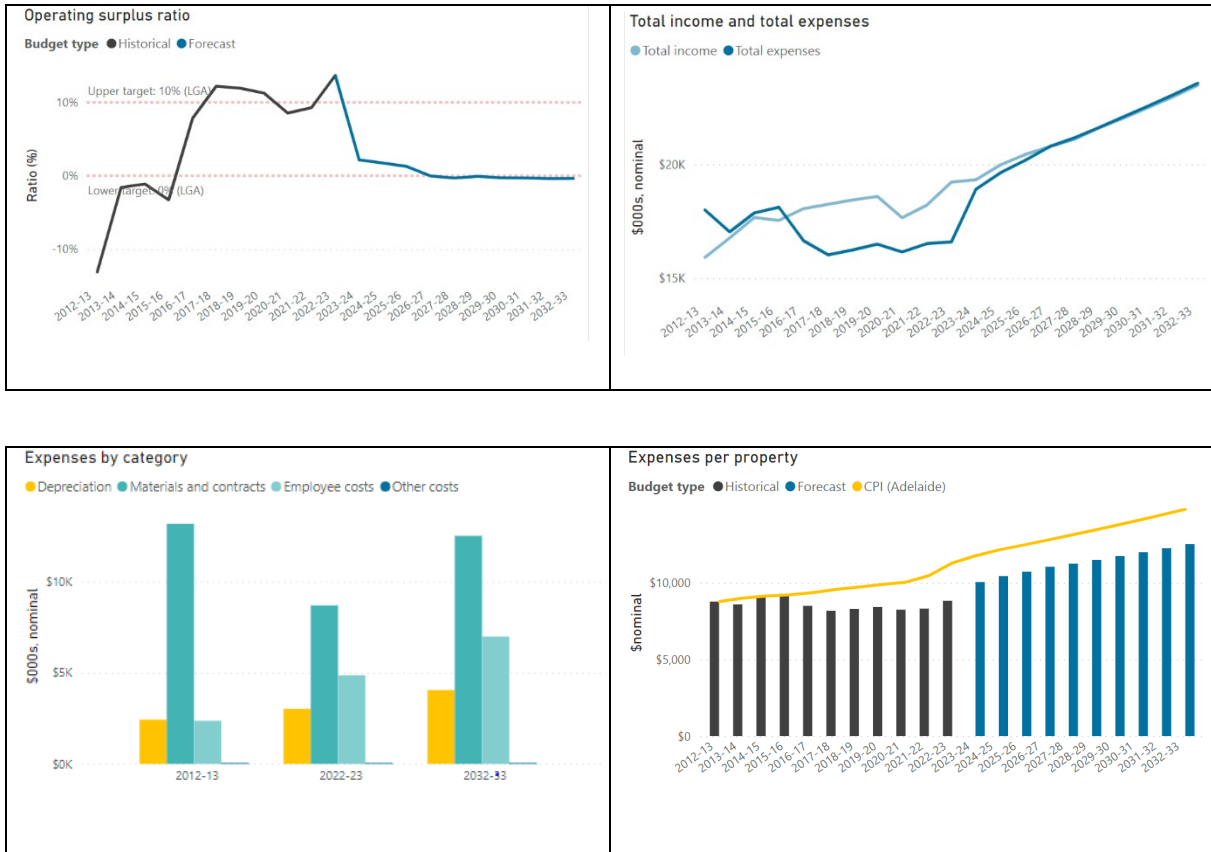 Operating surplus ratio
Budget type Historical Forecast
Upper target: 10% (LGA)
10%
0%
Lower target: 0% (LGA)
-10%
Ratio (%)
2012-13 2013-14 2014-15 2015-16 2016-17 2017-18 2018-19 2019-20 2020-21 2021-22 2022-23 2023-24 2024-25 2025-26 2026-27 2027-28 2028-29 2029-30 2030-31 2031-32 2032-33
Total income and total expenses
Total income Total expenses
$20K
$15K
$000s, nominal
2012-13 2013-14 2014-15 2015-16 2016-17 2017-18 2018-19 2019-20 2020-21 2021-22 2022-23 2023-24 2024-25 2025-26 2026-27 2027-28 2028-29 2029-30 2030-31 2031-32 2032-33
Expenses by category
Depreciation Materials and contracts Employee costs Other costs
$10K
$5K
$0K
$000s, nominal
2012-13 2022-23 2032-33
Expenses per property
Budget type Historical Forecast CPI (Adelaide)
$10,000
$5,000
$0
$nominal
2012-13 2013-14 2014-15 2015-16 2016-17 2017-18 2018-19 2019-20 2020-21 2021-22 2022-23 2023-24 2024-25 2025-26 2026-27 2027-28 2028-29 2029-30 2030-31 2031-32 2032-33